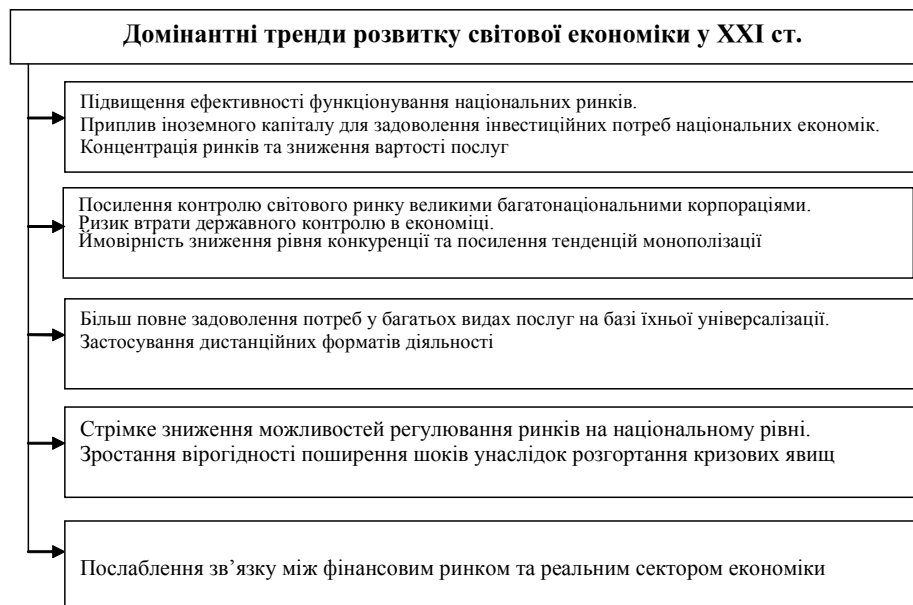 Домінантні тренди розвитку світової економіки у XXI ст.
Підвищення ефективності функціонування національних ринків.
Приплив іноземного капіталу для задоволення інвестиційних потреб національних економік.
Концентрація ринків та зниження вартості послуг
Посилення контролю світового ринку великими багатонаціональними корпораціями.
Ризик втрати державного контролю в економіці.
Ймовірність зниження рівня конкуренції та посилення тенденцій монополізації
Більш повне задоволення потреб у багатьох видах послуг на базі їхньої універсалізації.
Застосування дистанційних форматів діяльності
Стрімке зниження можливостей регулювання ринків на національному рівні.
Зростання вірогідності поширення шоків унаслідок розгортання кризових явищ
Послаблення зв’язку між фінансовим ринком та реальним сектором економіки